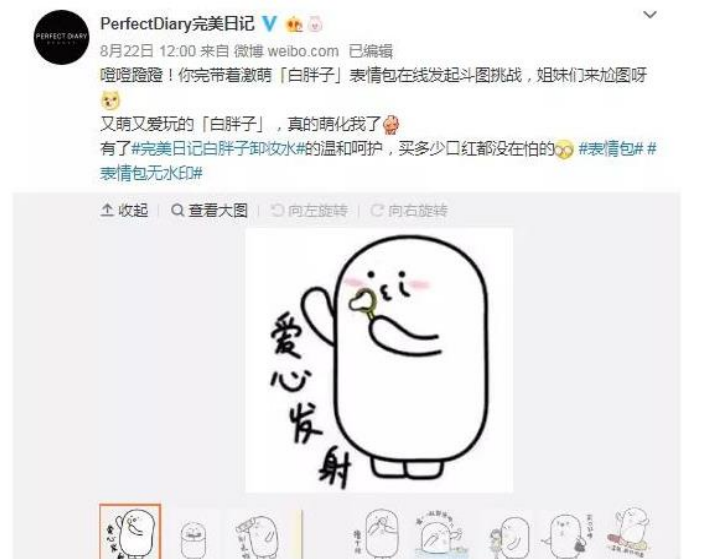 PERFECT DIARY
PerfectDiary完美日记
8月22日 12:00 来自 微博 weibo.com 已编辑
噔噔蹬蹬！你完带着激萌「白胖子」表情包在线发起斗图挑战，姐妹们来尬图呀
又萌又爱玩的「白胖子」，真的萌化我了
有了#完美日记白胖子卸妆水#的温和呵护，买多少口红都没在怕的 #表情包# #
表情包无水印#
收起 查看大图 向左旋转 向右旋转
爱心发射
爱心发射